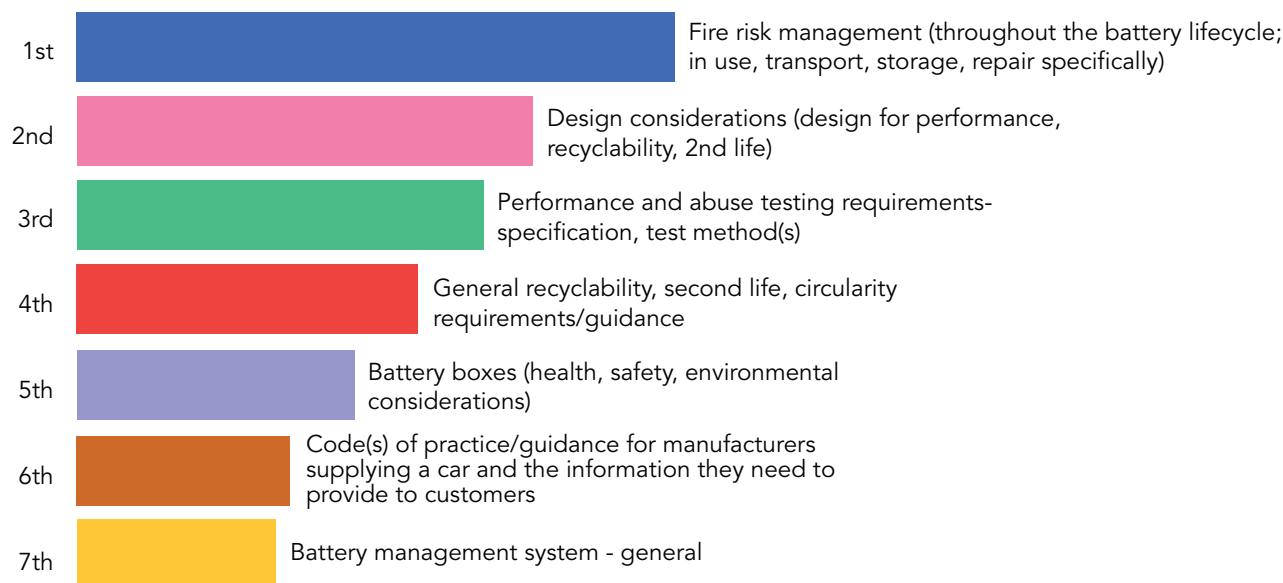 1st
Fire risk management (throughout the battery lifecycle;
in use, transport, storage, repair specifically)
2nd
Design considerations (design for performance,
recyclability, 2nd life)
3rd
Performance and abuse testing requirements-
specification, test method(s)
4th
General recyclability, second life, circularity
requirements/guidance
5th
Battery boxes (health, safety, environmental
considerations)
6th
Code(s) of practice/guidance for manufacturers
supplying a car and the information they need to
provide to customers
7th
Battery management system - general